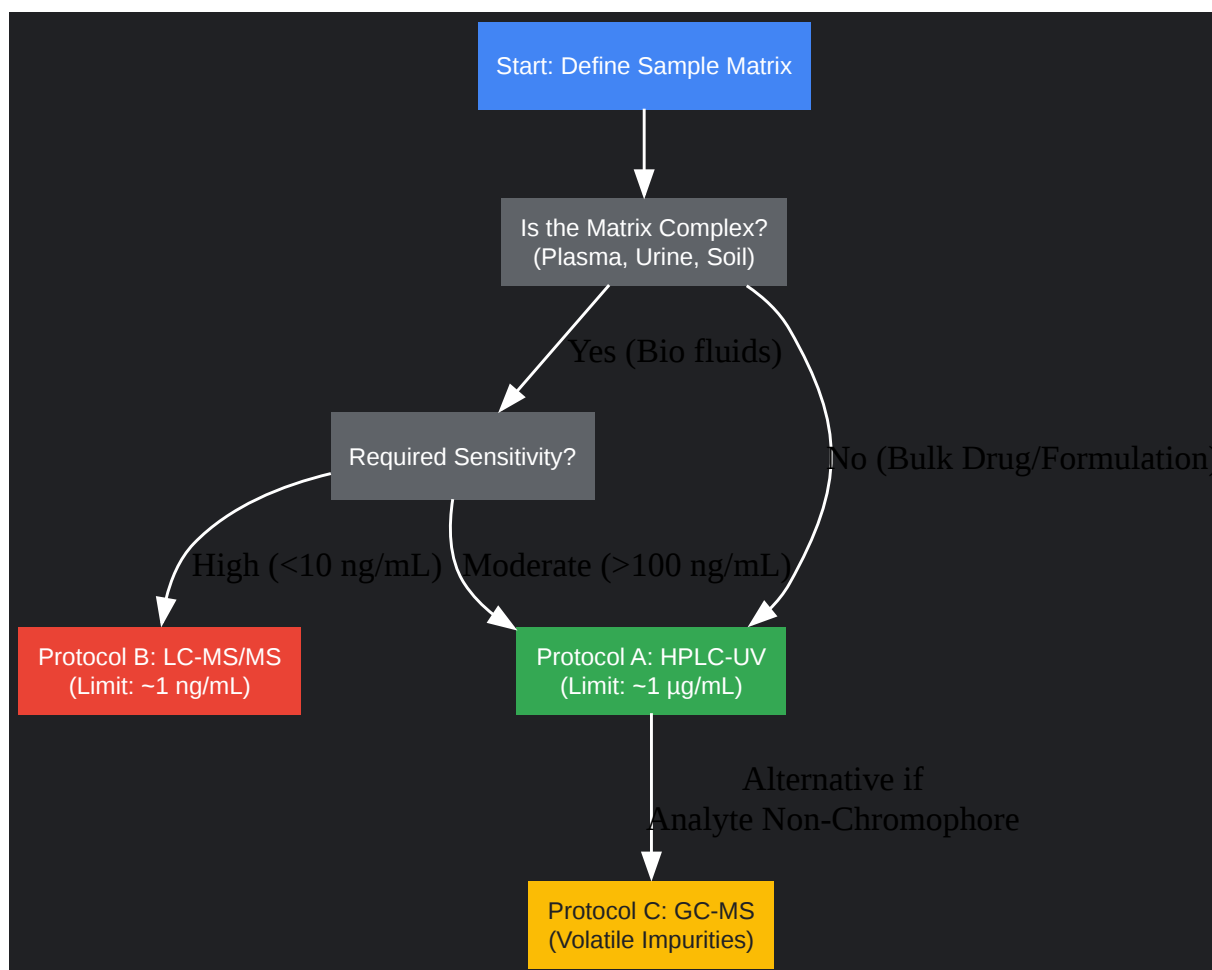 Start: Define Sample Matrix
Is the Matrix Complex?
(Plasma, Urine, Soil)
Yes (Bio fluids)
Required Sensitivity?
No (Bulk Drug/Formulation)
High (<10 ng/mL)
Moderate (>100 ng/mL)
Protocol B: LC-MS/MS
(Limit: ~1 ng/mL)
Protocol A: HPLC-UV
(Limit: ~1 µg/mL)
Alternative if
Analyte Non-Chromophore
Protocol C: GC-MS
(Volatile Impurities)